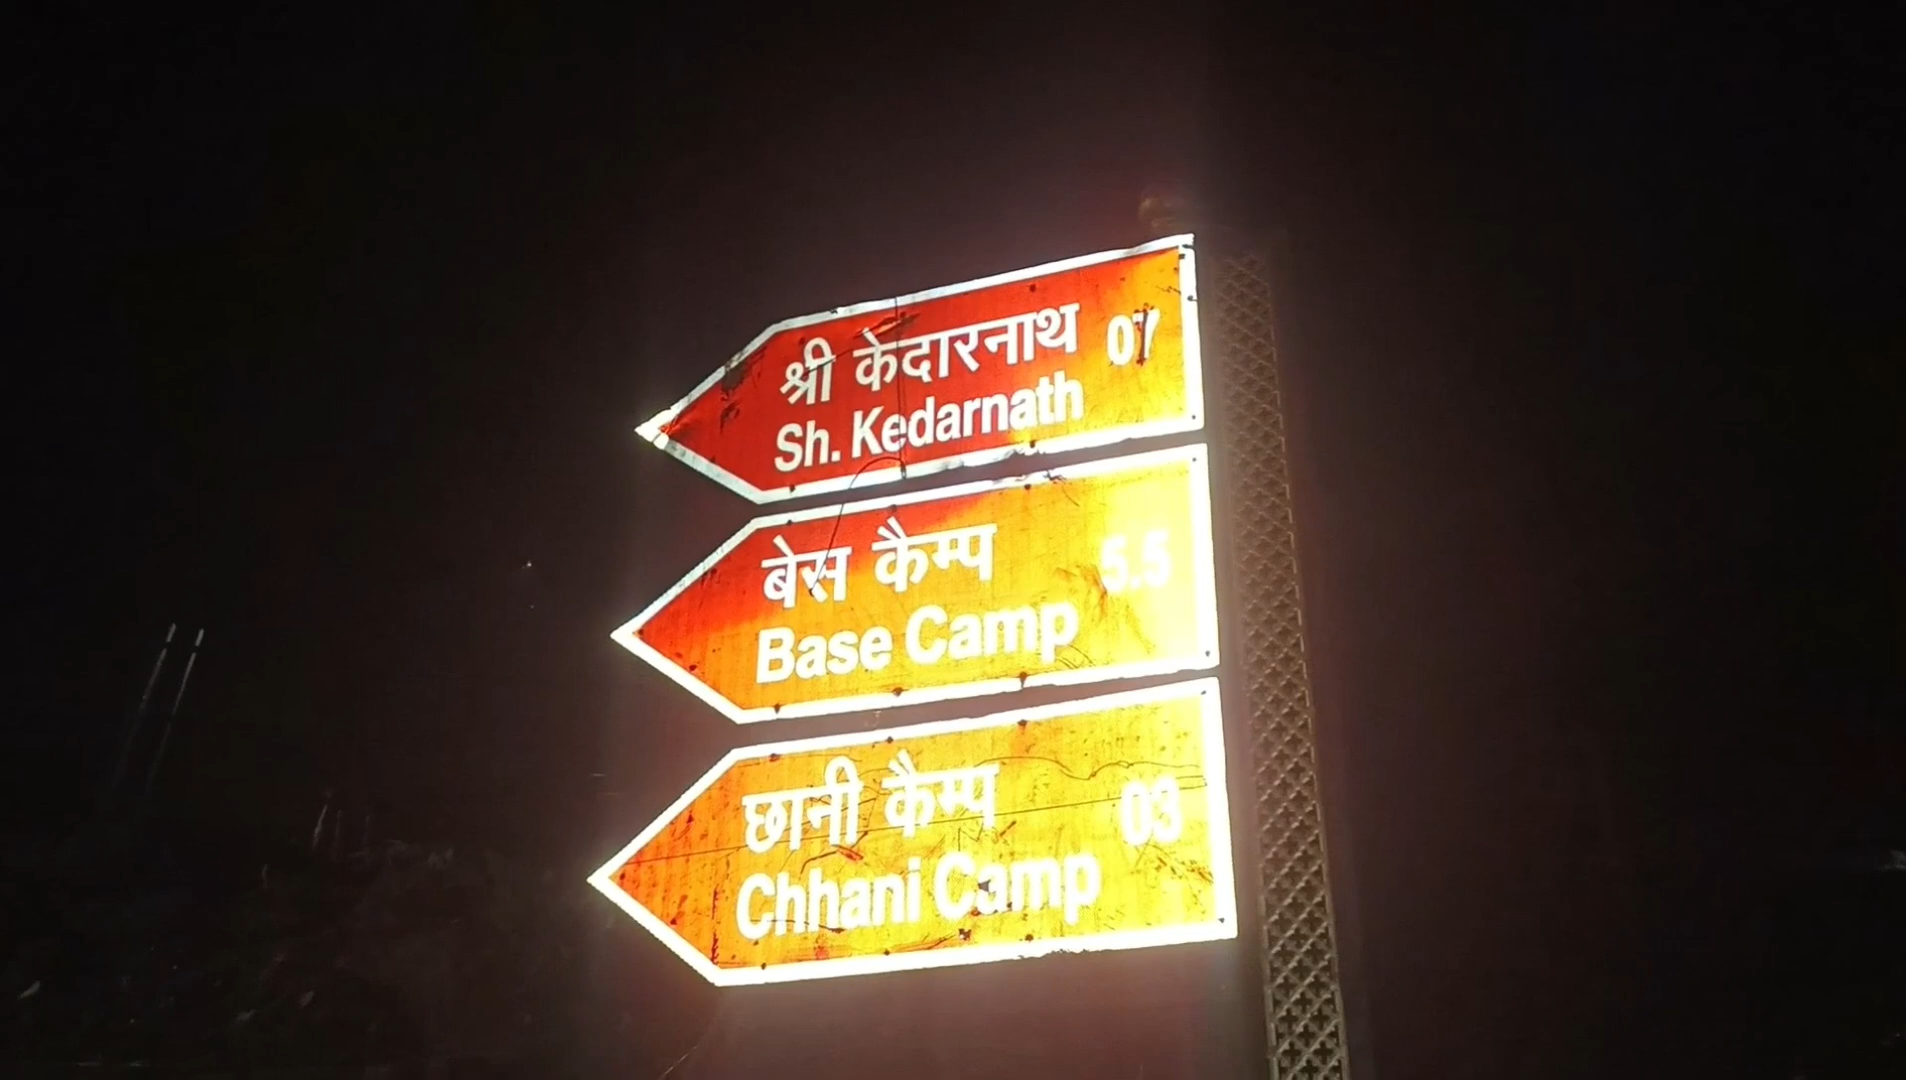 श्री केदारनाथ 07
Sh. Kedarnath
बेस कैम्प 5.5
Base Camp
छानी कैम्प 03
Chhani Camp